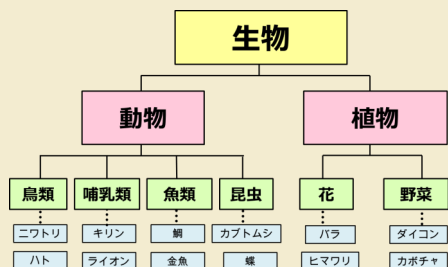 生物
動物
植物
鳥類
哺乳類
魚類
昆虫
花
野菜
ニワトリ
キリン
鯛
カブトムシ
バラ
ダイコン
ハト
ライオン
金魚
蝶
ヒマワリ
カボチャ